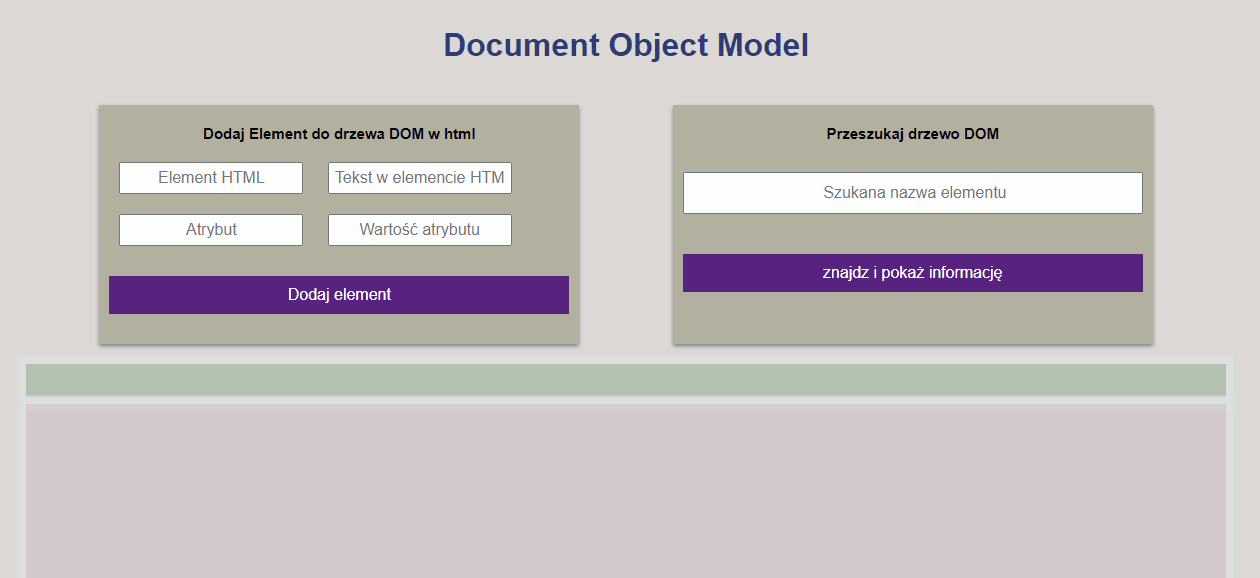 Document Object Model
Dodaj Element do drzewa DOM w html
Element HTML
Tekst w elemencie HTM
Atrybut
Wartość atrybutu
Dodaj element
Przeszukaj drzewo DOM
Szukana nazwa elementu
znajdz i pokaż informację